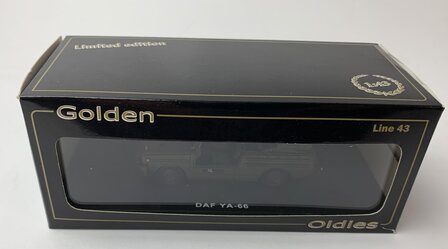 Limited edition
1:43
Golden
Line 43
DAF YA-66
Oldies